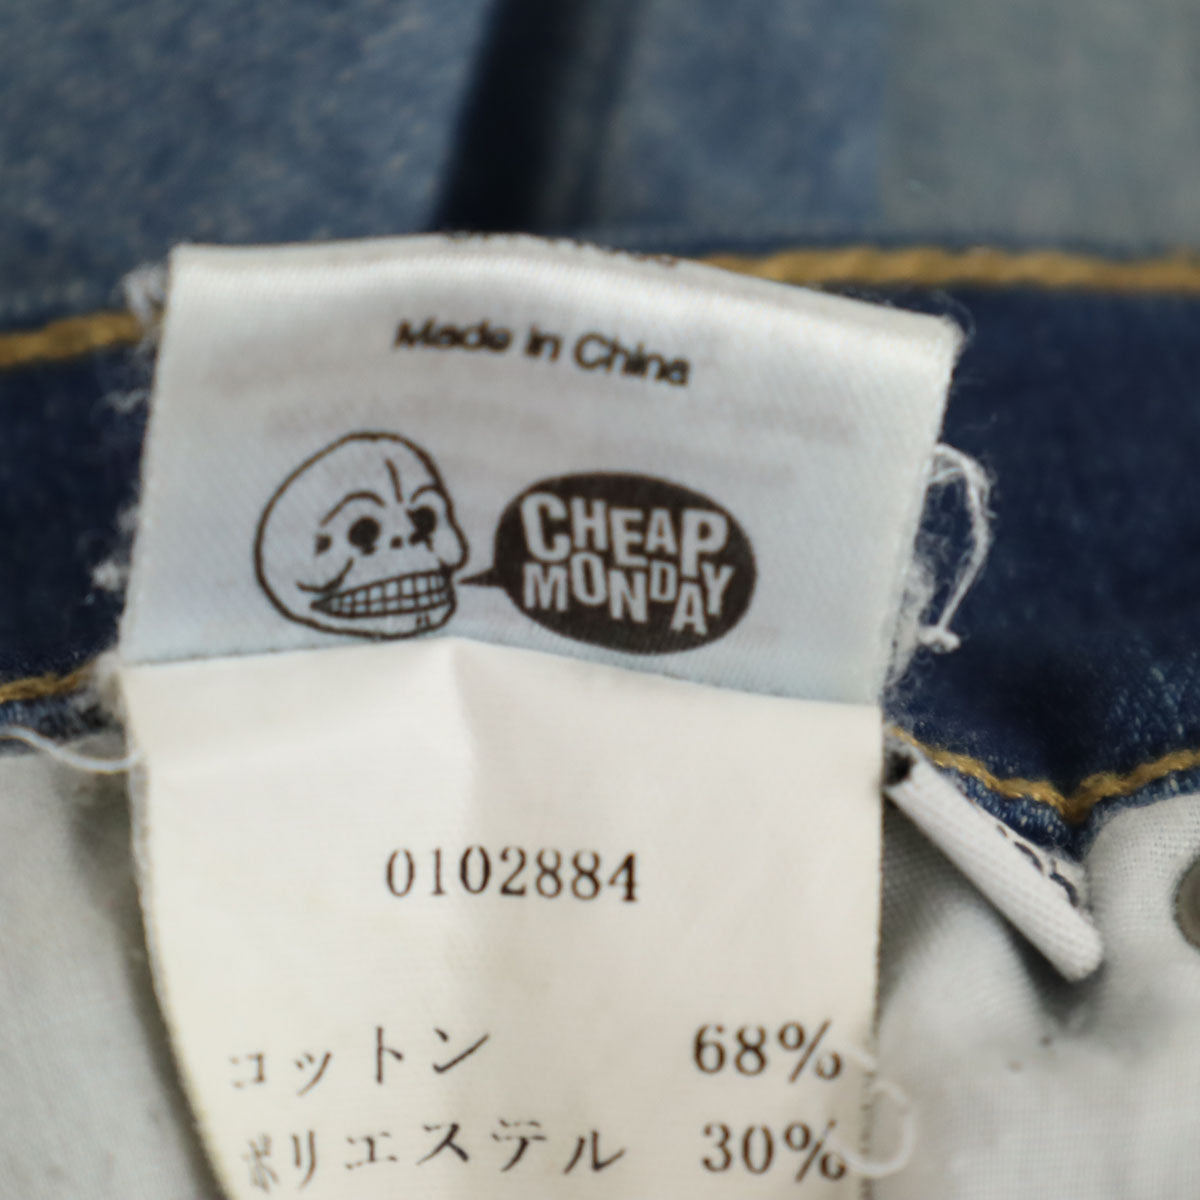 Made in China
CHEAP
MONDAY
0102884
コットン 68%
ポリエステル 30%